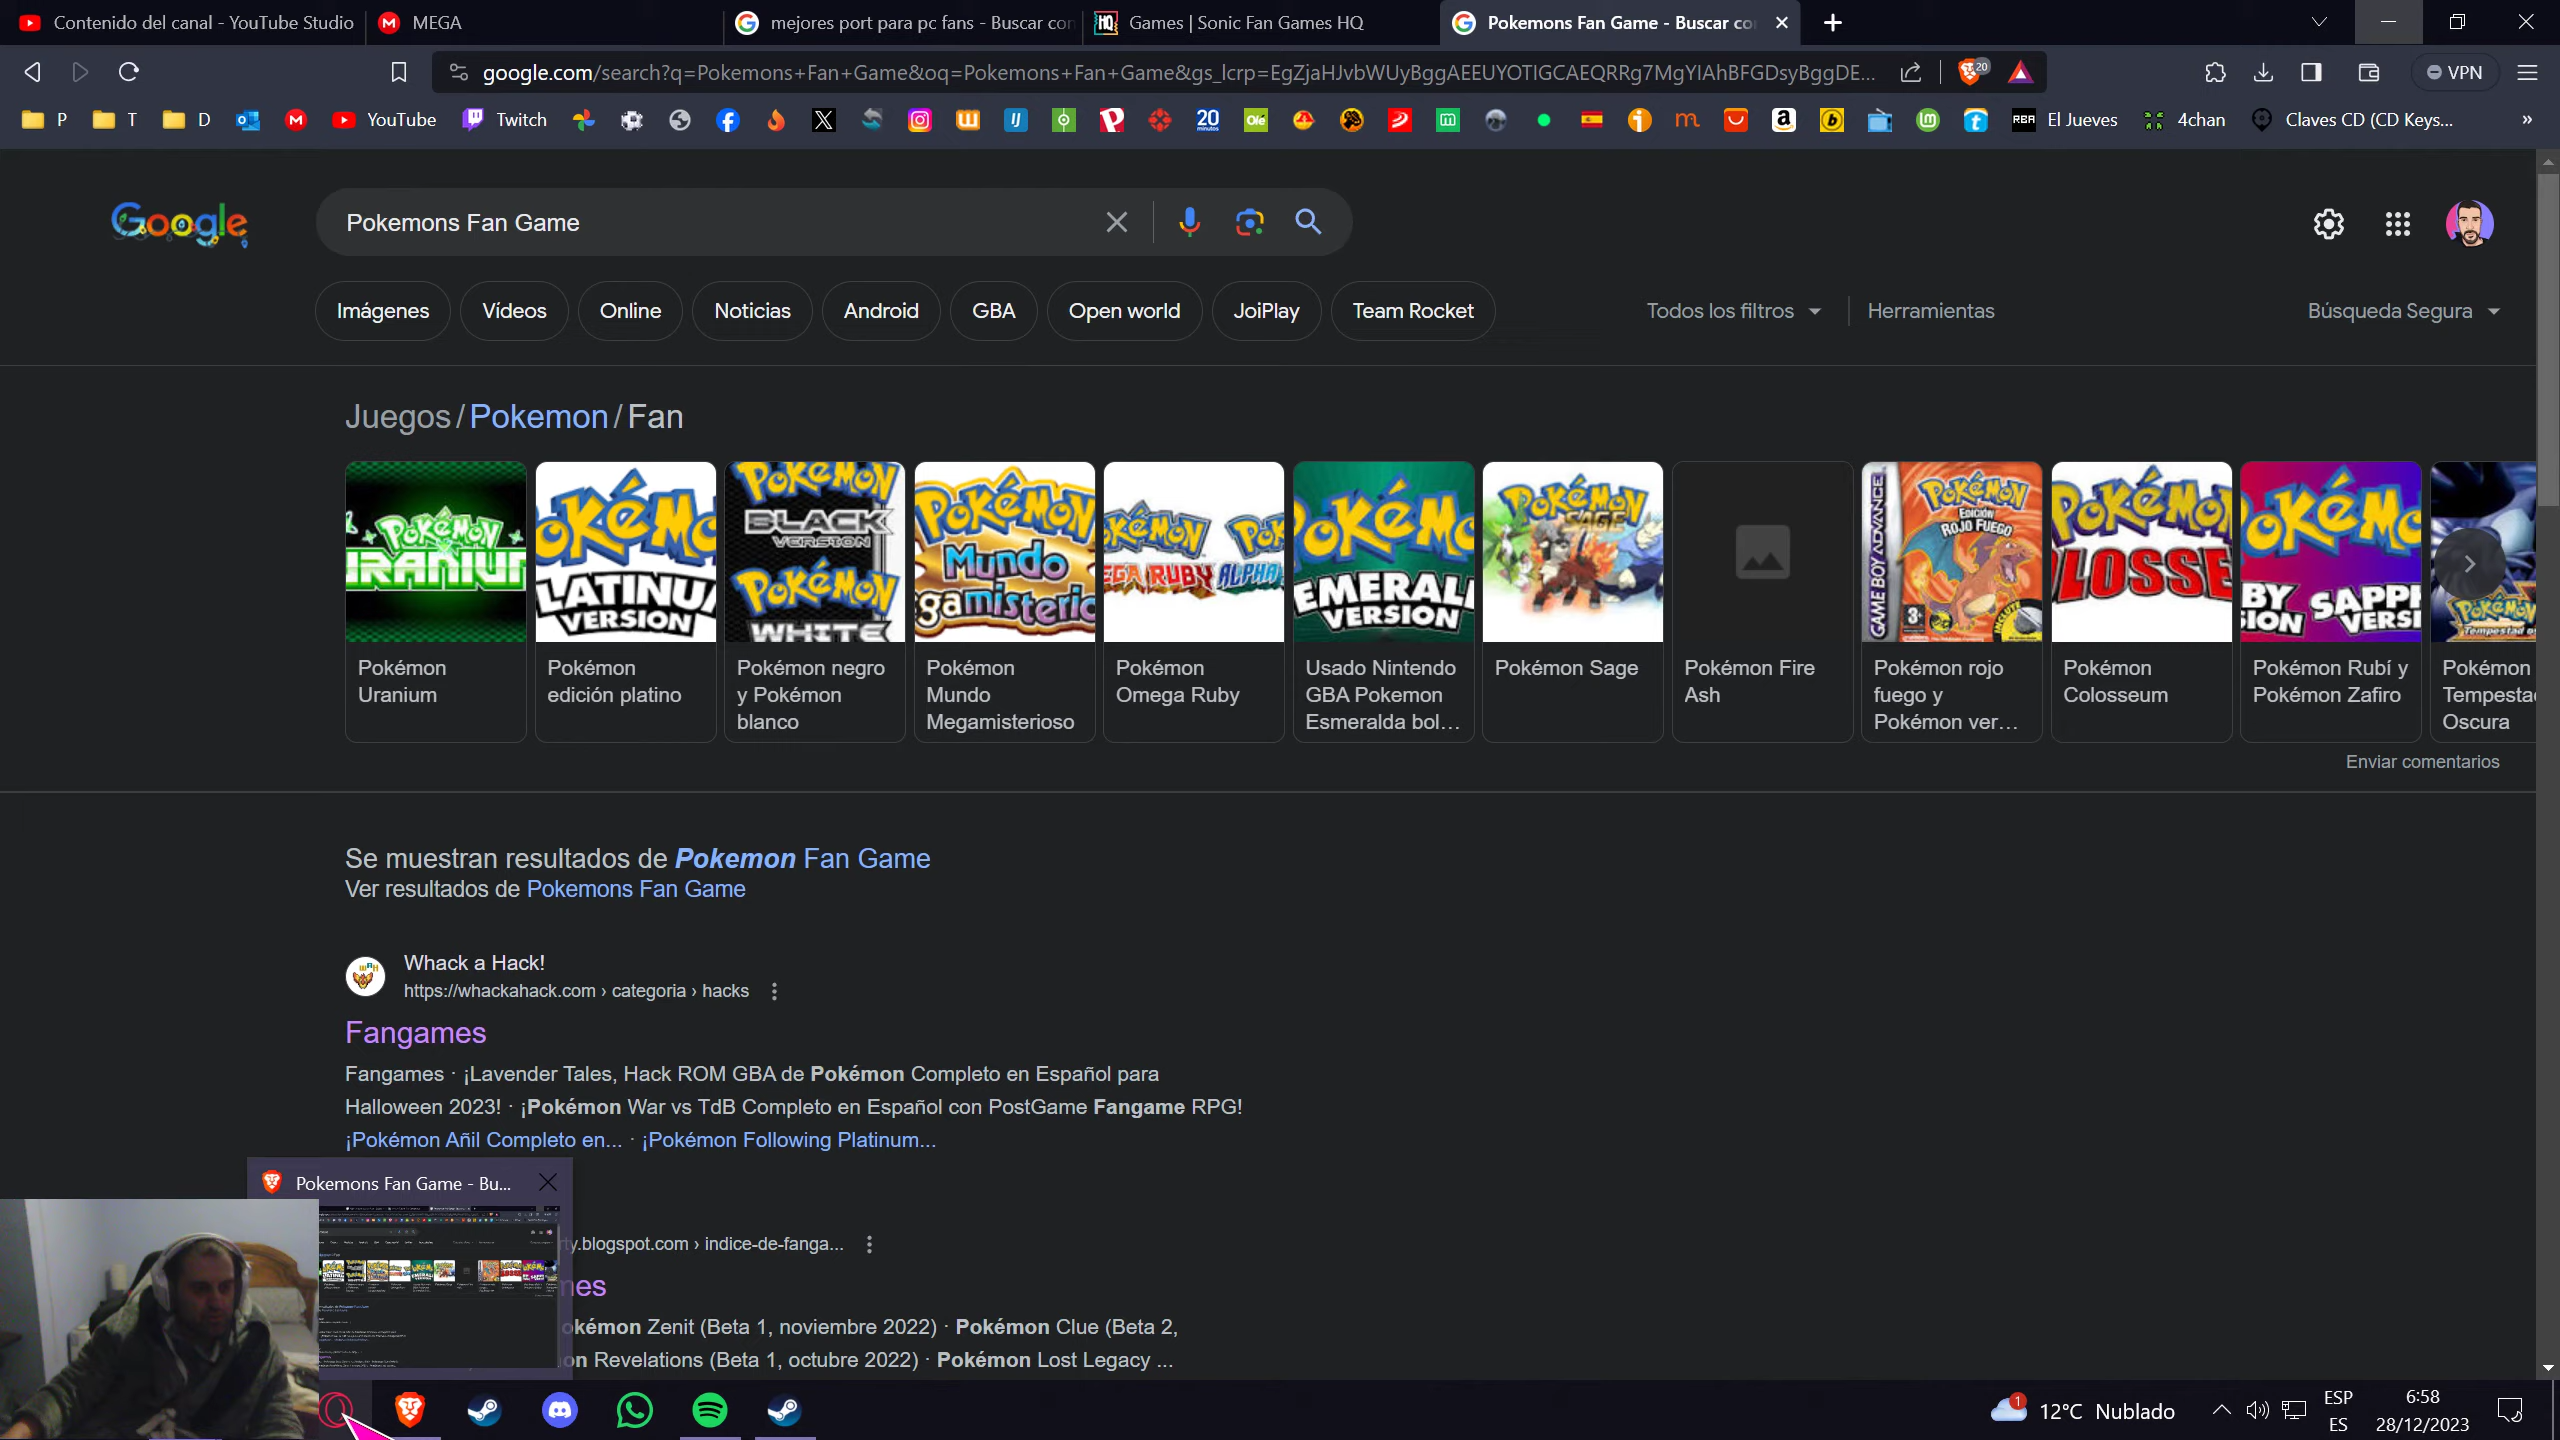 Contenido del canal - YouTube Studio
MEGA
mejores port para pc fans - Buscar con
Games | Sonic Fan Games HQ
Pokemons Fan Game - Buscar co
google.com/search?q=Pokemons+Fan+Game&oq=Pokemons+Fan+Game&gs_lcrp=EgZjaHJvbWUyBggAEEUYOTIGCAEQRRg7MgYIAhBFGDsyBggDE...
20
VPN
P
T
D
YouTube
Twitch
El Jueves
4chan
Claves CD (CD Keys...
Google
Pokemons Fan Game
Imágenes
Vídeos
Online
Noticias
Android
GBA
Open world
JoiPlay
Team Rocket
Todos los filtros
Herramientas
Búsqueda Segura
Juegos/Pokemon/Fan
Pokémon Uranium
Pokémon edición platino
Pokémon negro y Pokémon blanco
Pokémon Mundo Megamisterioso
Pokémon Omega Ruby
Usado Nintendo GBA Pokemon Esmeralda bol...
Pokémon Sage
Pokémon Fire Ash
Pokémon rojo fuego y Pokémon ver...
Pokémon Colosseum
Pokémon Rubí y Pokémon Zafiro
Pokémon Tempestad Oscura
Enviar comentarios
Se muestran resultados de Pokemon Fan Game
Ver resultados de Pokemons Fan Game
Whack a Hack!
https://whackahack.com › categoria › hacks
Fangames
Fangames · ¡Lavender Tales, Hack ROM GBA de Pokémon Completo en Español para
Halloween 2023! · ¡Pokémon War vs TdB Completo en Español con PostGame Fangame RPG!
¡Pokémon Añil Completo en... · ¡Pokémon Following Platinum...
Pokemons Fan Game - Bu...
rty.blogspot.com › indice-de-fanga...
mes
okémon Zenit (Beta 1, noviembre 2022) · Pokémon Clue (Beta 2,
on Revelations (Beta 1, octubre 2022) · Pokémon Lost Legacy ...
1
12°C Nublado
ESP
ES
6:58
28/12/2023